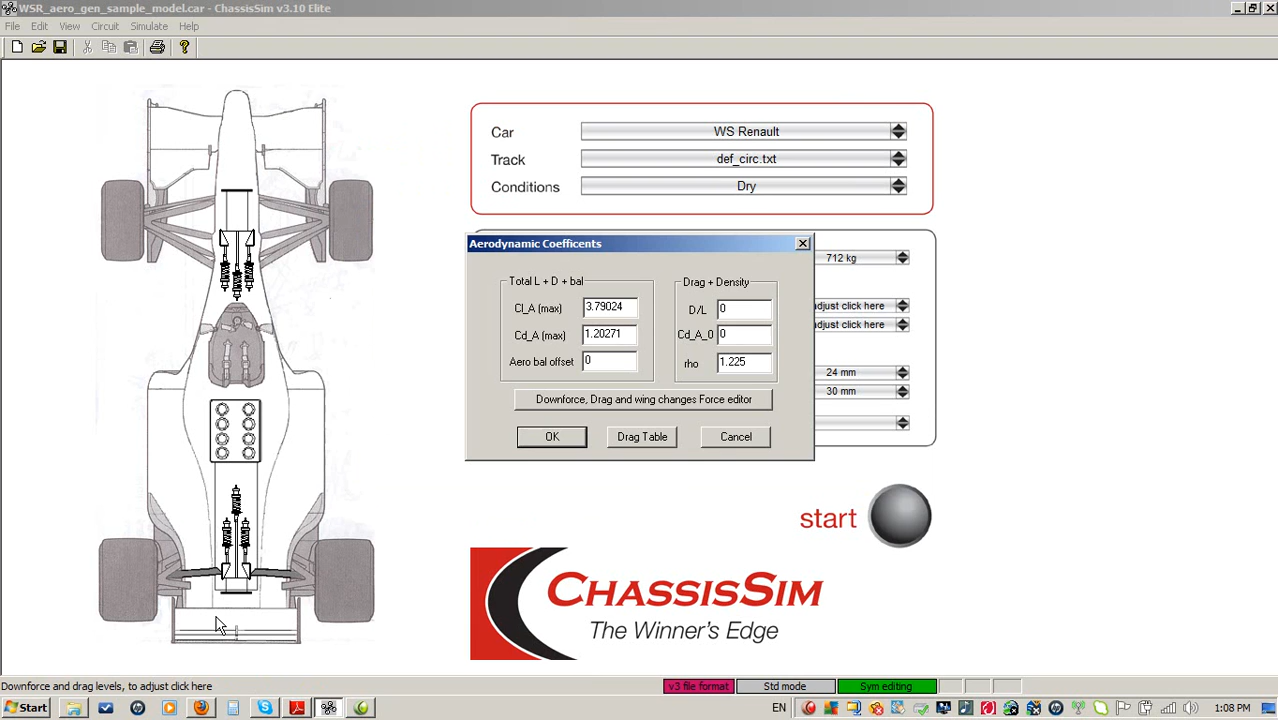 WSR_aero_gen_sample_model.car - ChassisSim v3.10 Elite
File Edit View Circuit Simulate Help
Car WS Renault
Track def_circ.txt
Conditions Dry
Aerodynamic Coefficents
712 kg
Total L + D + bal
Drag + Density
Cl_A (max) 3.79024
D/L 0
adjust click here
Cd_A (max) 1.20271
Cd_A_0 0
adjust click here
Aero bal offset 0
rho 1.225
24 mm
30 mm
Downforce, Drag and wing changes Force editor
OK Drag Table Cancel
start
CHASSISSIM
The Winner's Edge
Downforce and drag levels, to adjust click here
v3 file format Std mode Sym editing
Start EN 1:08 PM